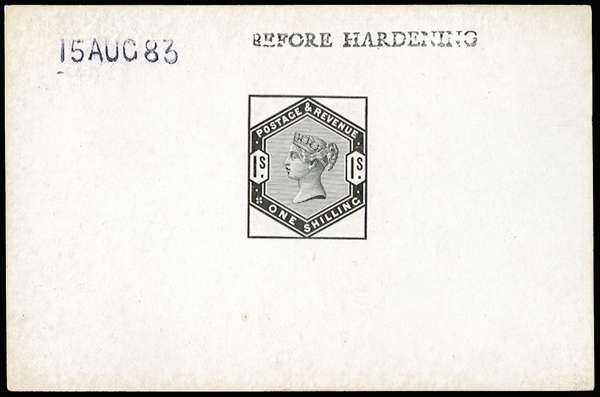 15 AUG 83
BEFORE HARDENING
POSTAGE & REVENUE
1S. 1S.
ONE SHILLING